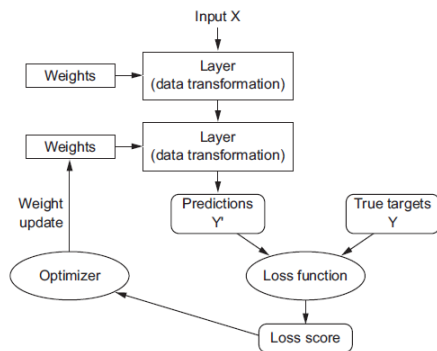 Input X
Weights
Layer
(data transformation)
Weights
Layer
(data transformation)
Weight
update
Predictions
Y'
True targets
Y
Optimizer
Loss function
Loss score